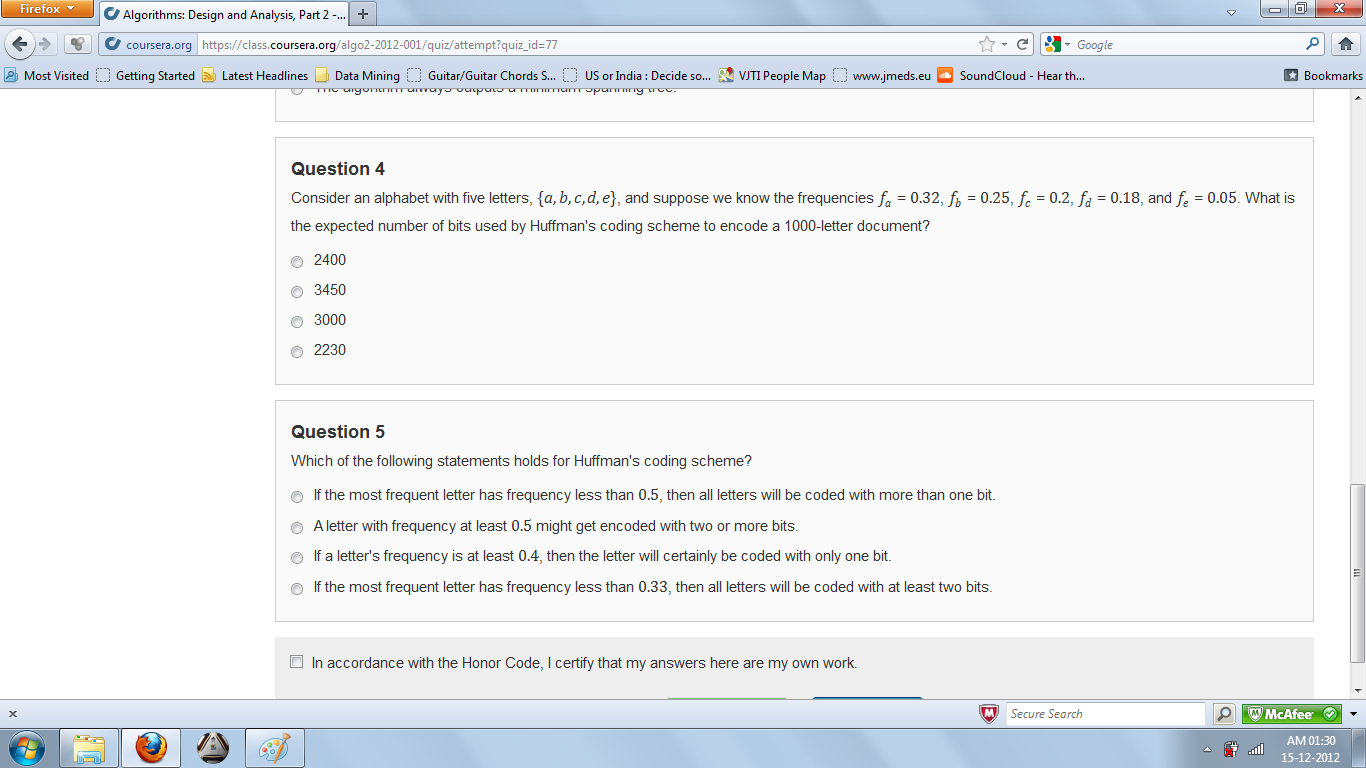 Firefox
Algorithms: Design and Analysis, Part 2 -...
coursera.org https://class.coursera.org/algo2-2012-001/quiz/attempt?quiz_id=77 Google
Most Visited Getting Started Latest Headlines Data Mining Guitar/Guitar Chords S... US or India : Decide so... VJTI People Map www.jmeds.eu SoundCloud - Hear th... Bookmarks
The algorithm always outputs a minimum spanning tree.
Question 4
Consider an alphabet with five letters, {a, b, c, d, e}, and suppose we know the frequencies fa = 0.32, fb = 0.25, fc = 0.2, fd = 0.18, and fe = 0.05. What is
the expected number of bits used by Huffman's coding scheme to encode a 1000-letter document?
2400
3450
3000
2230
Question 5
Which of the following statements holds for Huffman's coding scheme?
If the most frequent letter has frequency less than 0.5, then all letters will be coded with more than one bit.
A letter with frequency at least 0.5 might get encoded with two or more bits.
If a letter's frequency is at least 0.4, then the letter will certainly be coded with only one bit.
If the most frequent letter has frequency less than 0.33, then all letters will be coded with at least two bits.
In accordance with the Honor Code, I certify that my answers here are my own work.
x Secure Search McAfee
AM 01:30
15-12-2012